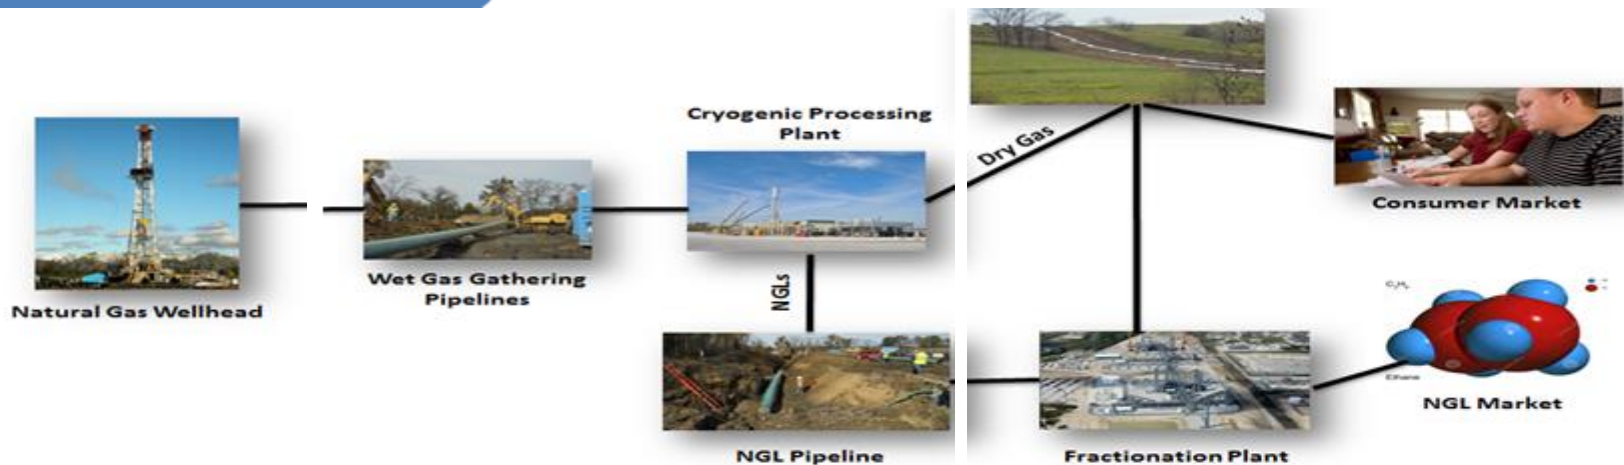 Natural Gas Wellhead
Wet Gas Gathering
Pipelines
Cryogenic Processing
Plant
NGLs
NGL Pipeline
Dry Gas
Fractionation Plant
Consumer Market
Ethane
NGL Market